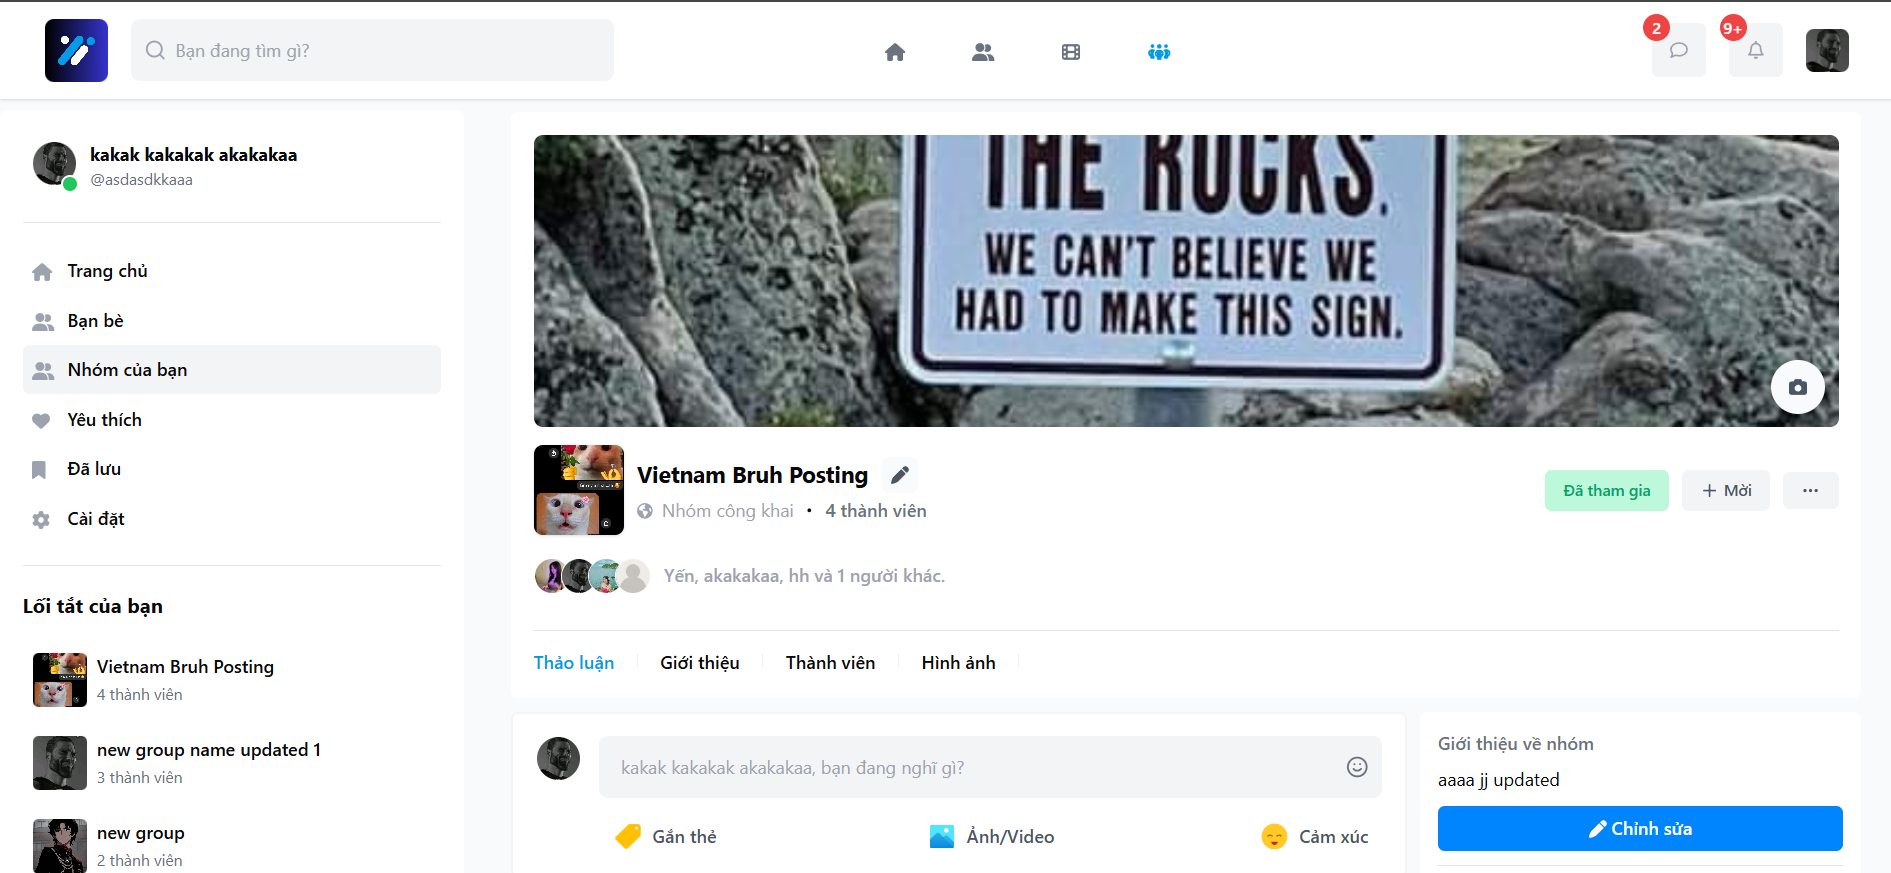 Bạn đang tìm gì?
2
9+
kakak kakakak akakakaa
@asdasdkkaaa
Trang chủ
Bạn bè
Nhóm của bạn
Yêu thích
Đã lưu
Cài đặt
Lối tắt của bạn
Vietnam Bruh Posting
4 thành viên
new group name updated 1
3 thành viên
new group
2 thành viên
THE ROCKS.
WE CAN'T BELIEVE WE
HAD TO MAKE THIS SIGN.
Vietnam Bruh Posting
Nhóm công khai • 4 thành viên
Đã tham gia
+ Mời
Yến, akakakaa, hh và 1 người khác.
Thảo luận
Giới thiệu
Thành viên
Hình ảnh
kakak kakakak akakakaa, bạn đang nghĩ gì?
Gắn thẻ
Ảnh/Video
Cảm xúc
Giới thiệu về nhóm
aaaa jj updated
Chỉnh sửa